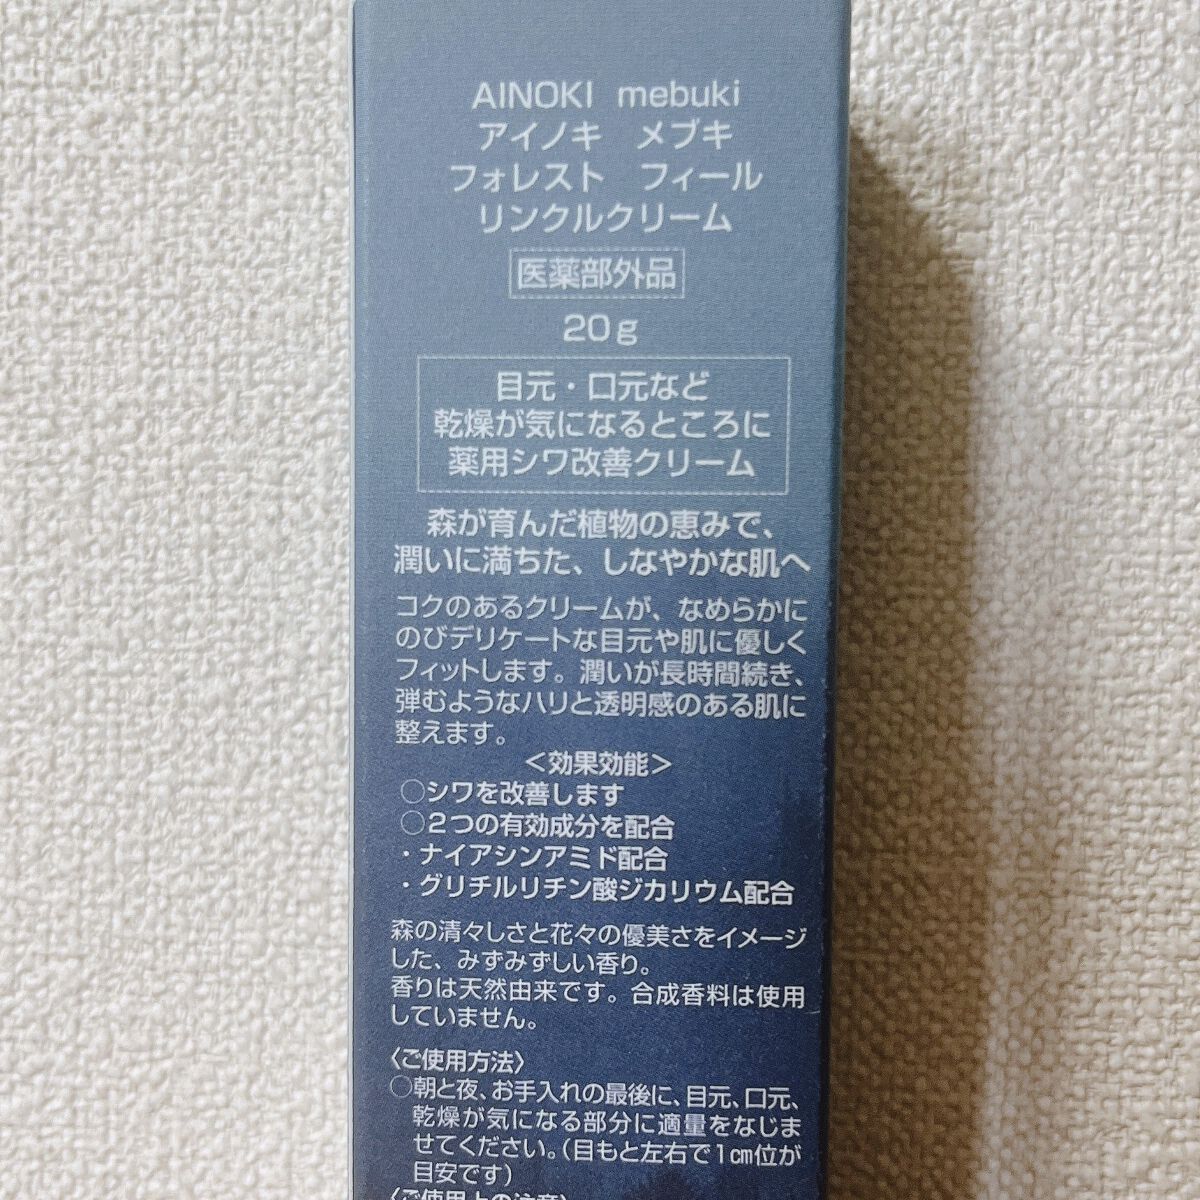 AINOKI mebuki
アイノキ メブキ
フォレスト フィール
リンクルクリーム
医薬部外品
20g
目元・口元など
乾燥が気になるところに
薬用シワ改善クリーム
森が育んだ植物の恵みで、
潤いに満ちた、しなやかな肌へ
コクのあるクリームが、なめらかに
のびデリケートな目元や肌に優しく
フィットします。潤いが長時間続き、
弾むようなハリと透明感のある肌に
整えます。
＜効果効能＞
○シワを改善します
○2つの有効成分を配合
・ナイアシンアミド配合
・グリチルリチン酸ジカリウム配合
森の清々しさと花々の優美さをイメージ
した、みずみずしい香り。
香りは天然由来です。合成香料は使用
していません。
〈ご使用方法〉
○朝と夜、お手入れの最後に、目元、口元、
乾燥が気になる部分に適量をなじま
せてください。(目もと左右で1㎝位が
目安です)
〈ご使用上の注意〉